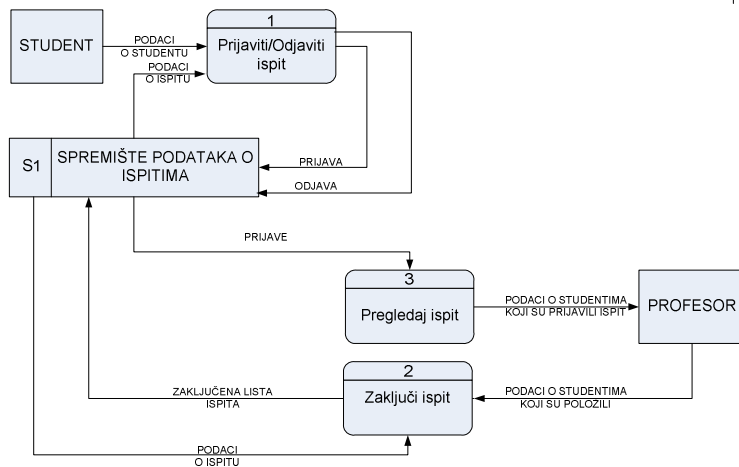 STUDENT
PODACI
O STUDENTU
1
Prijaviti/Odjaviti
ispit
PODACI
O ISPITU
S1
SPREMIŠTE PODATAKA O
ISPITIMA
PRIJAVA
ODJAVA
PRIJAVE
3
Pregledaj ispit
PODACI O STUDENTIMA
KOJI SU PRIJAVILI ISPIT
PROFESOR
2
Zaključi ispit
ZAKLJUČENA LISTA
ISPITA
PODACI O STUDENTIMA
KOJI SU POLOŽILI
PODACI
O ISPITU